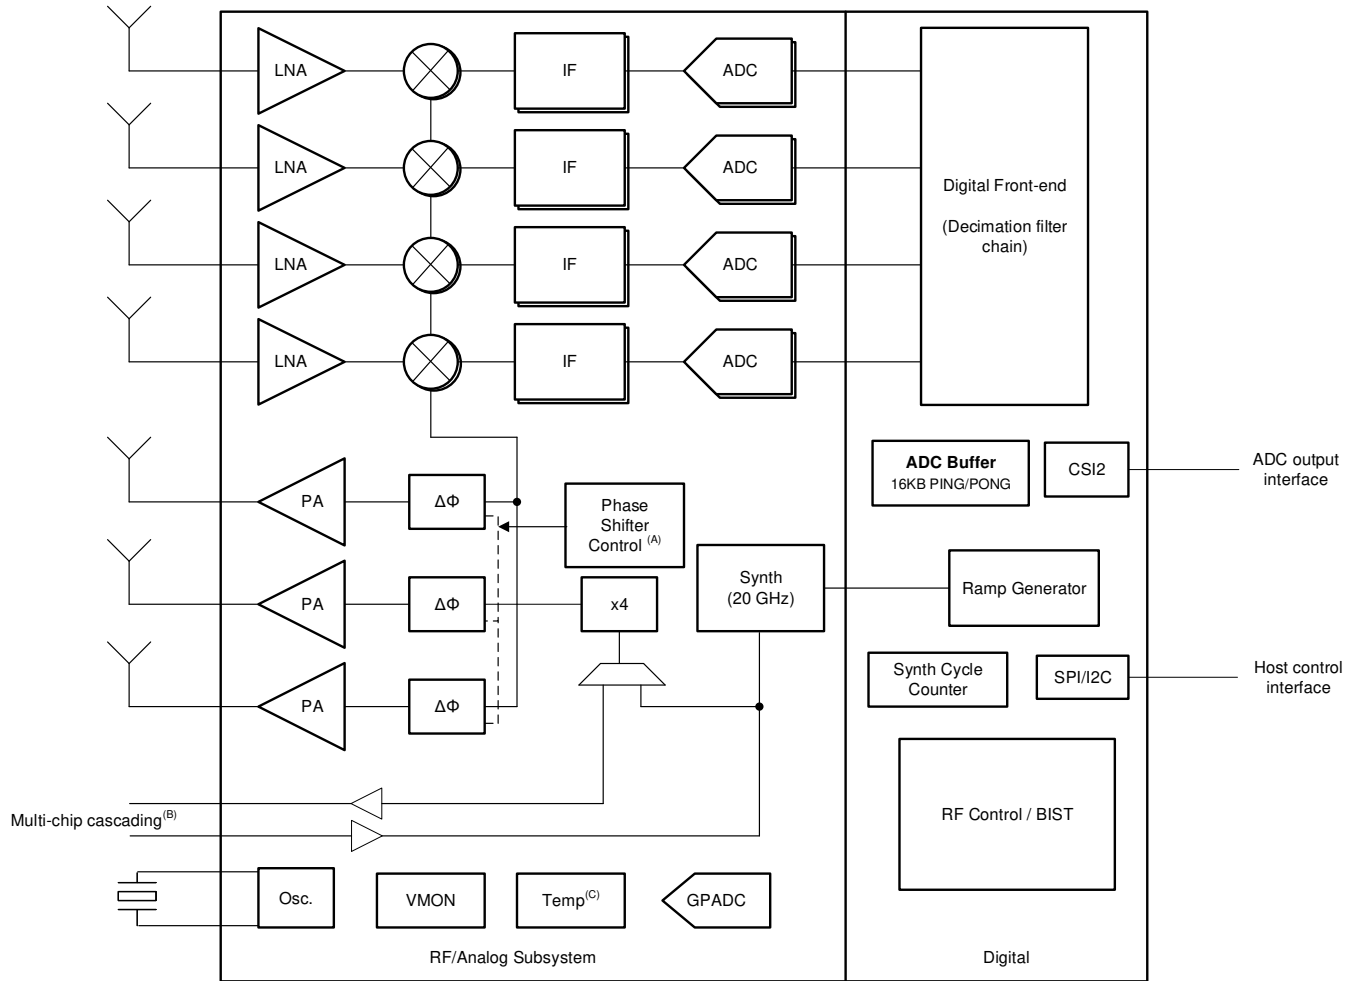 LNA
IF
ADC
LNA
IF
ADC
LNA
IF
ADC
LNA
IF
ADC
Digital Front-end
(Decimation filter
chain)
PA
ΔΦ
Phase
Shifter
Control (A)
ADC Buffer
16KB PING/PONG
CSI2
ADC output
interface
PA
ΔΦ
x4
Synth
(20 GHz)
Ramp Generator
PA
ΔΦ
Synth Cycle
Counter
SPI/I2C
Host control
interface
Multi-chip cascading(B)
RF Control / BIST
Osc.
VMON
Temp(C)
GPADC
RF/Analog Subsystem
Digital